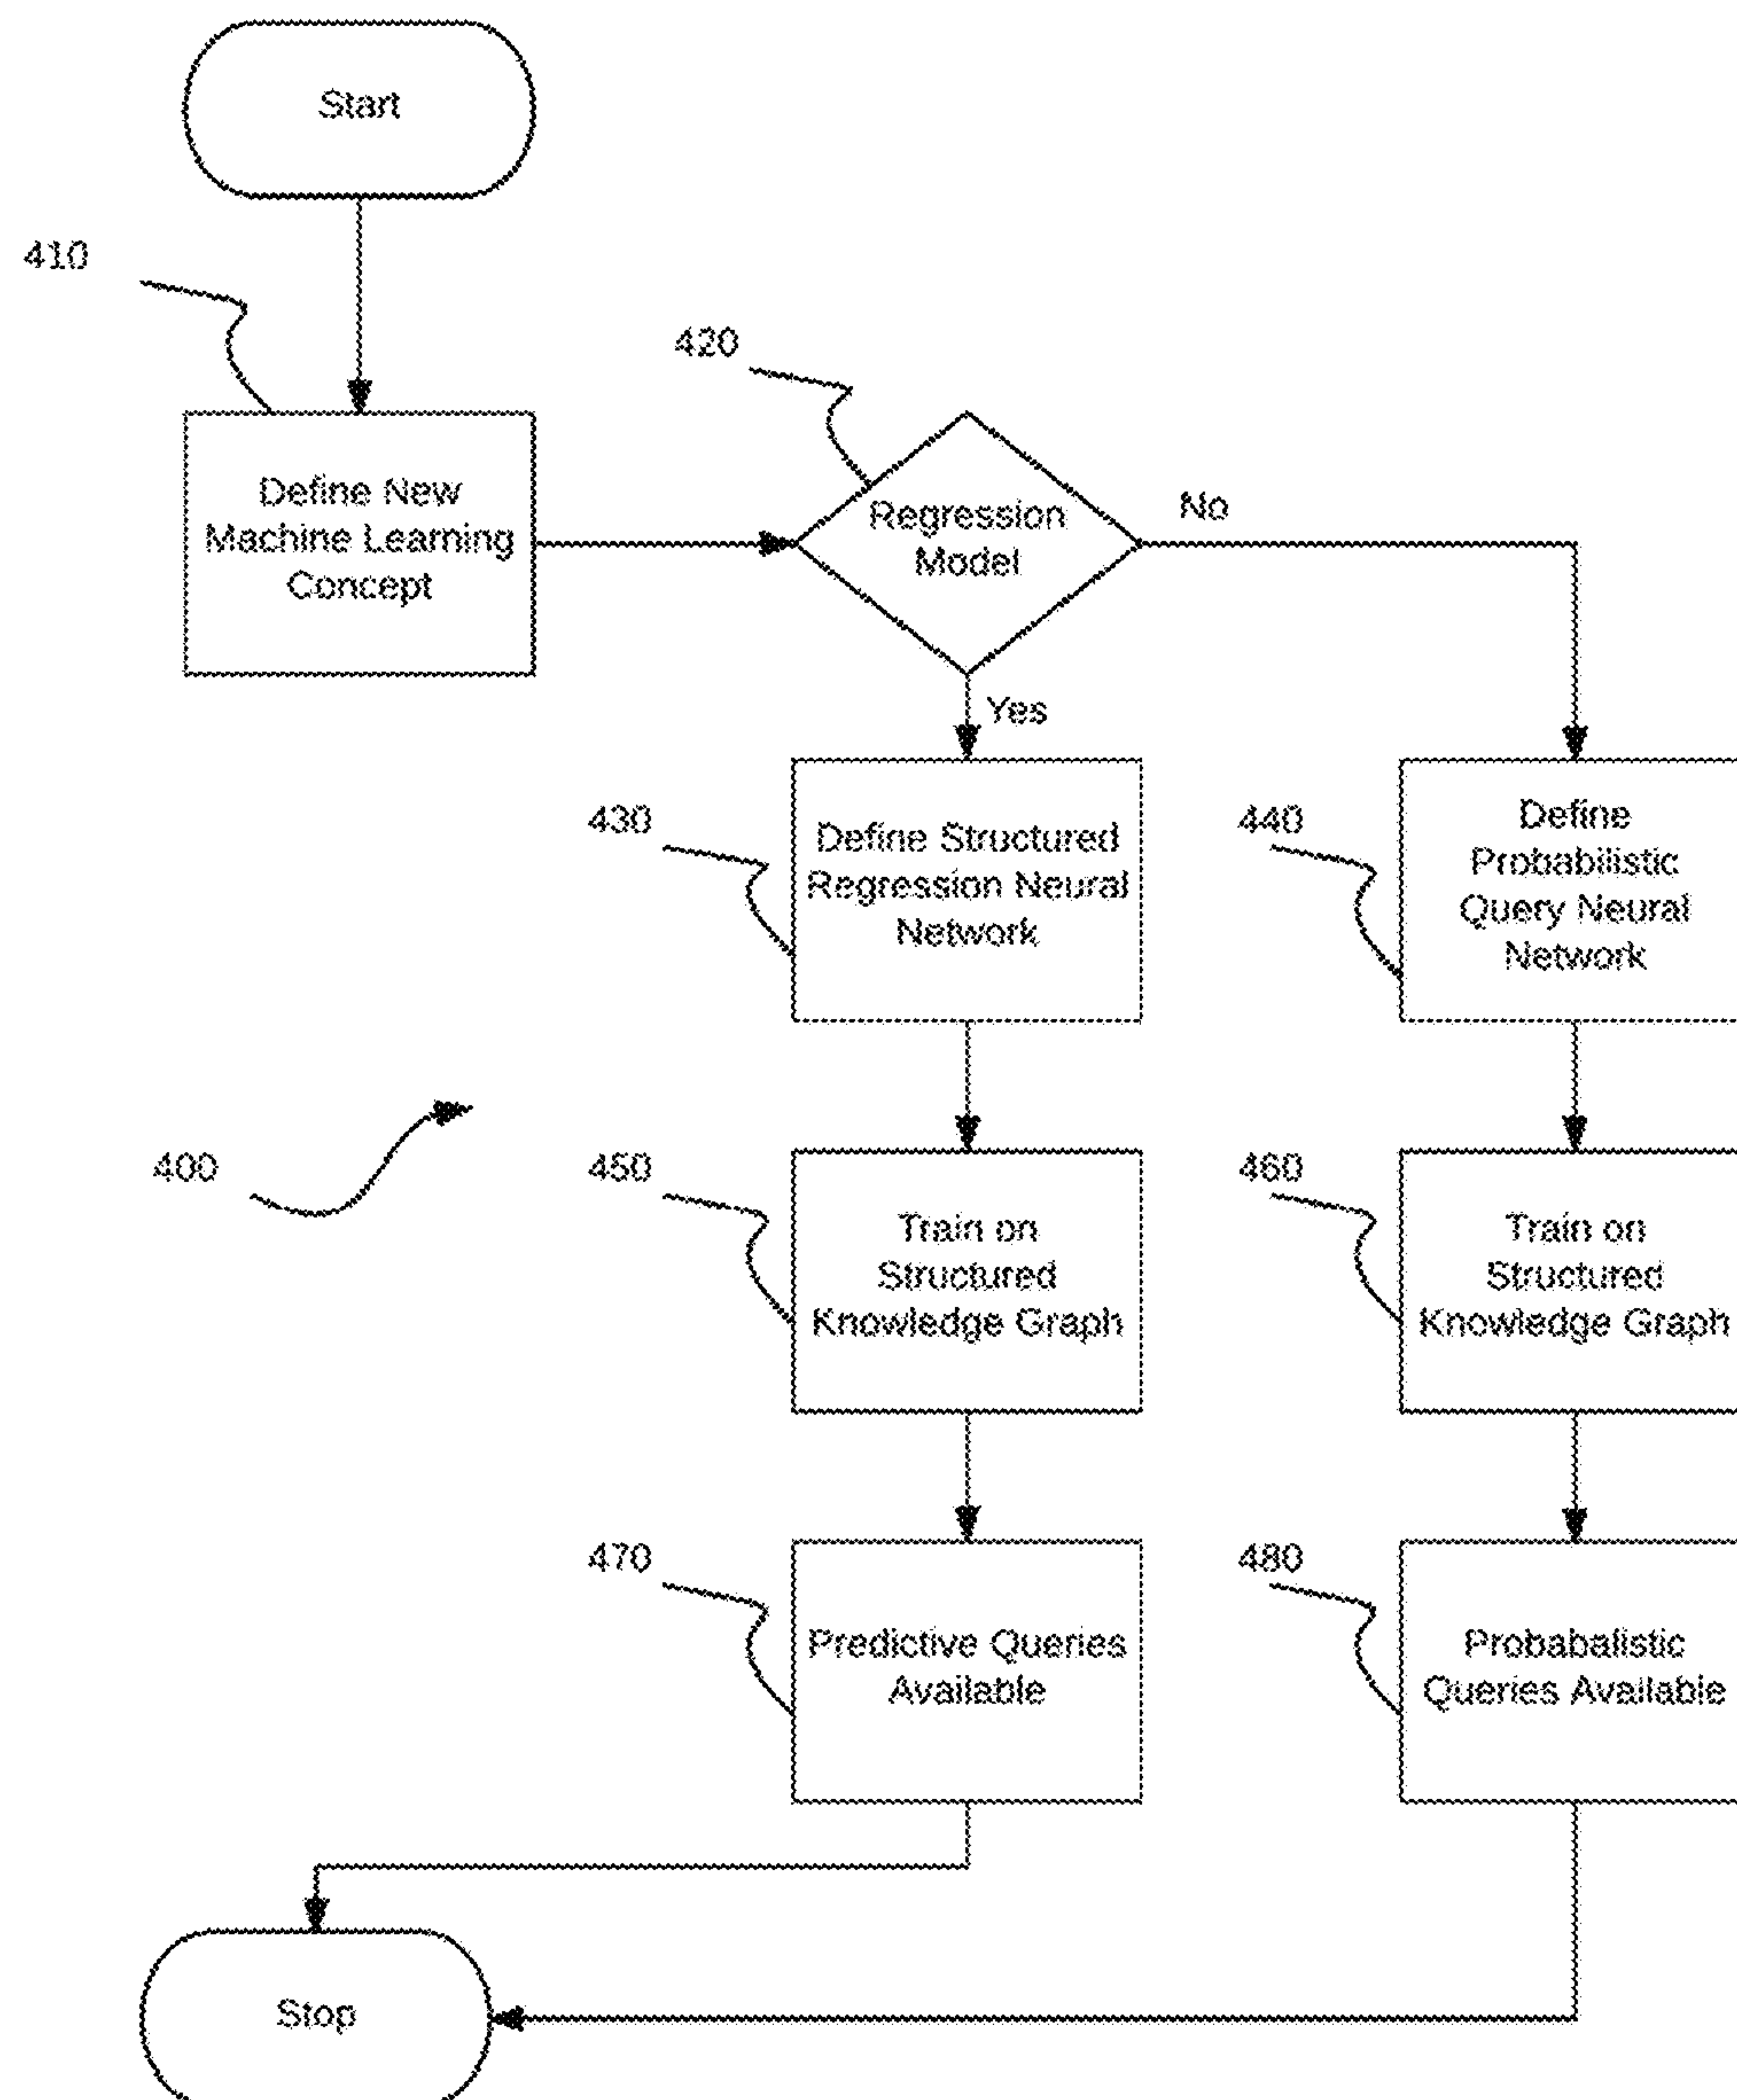 Start
410
Define New
Machine Learning
Concept
420
Regression
Model
No
Yes
430
Define Structured
Regression Neural
Network
440
Define
Probabilistic
Query Neural
Network
400
450
Train on
Structured
Knowledge Graph
460
Train on
Structured
Knowledge Graph
470
Predictive Queries
Available
480
Probabalistic
Queries Available
Stop